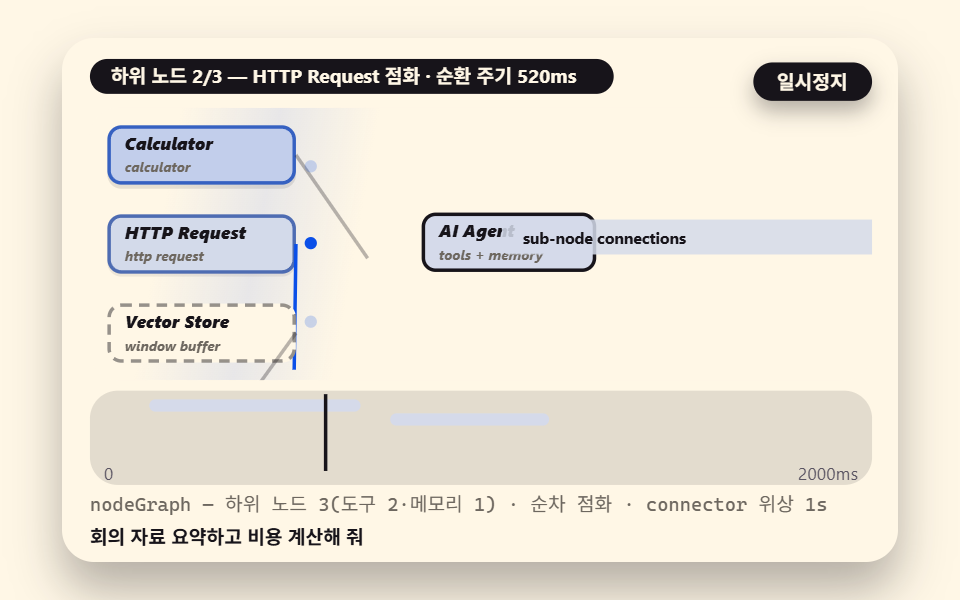 하위 노드 2/3 — HTTP Request 점화 · 순환 주기 520ms
일시정지
Calculator
calculator
HTTP Request
http request
AI Agent
tools + memory
sub-node connections
Vector Store
window buffer
0
2000ms
nodeGraph — 하위 노드 3(도구 2·메모리 1) · 순차 점화 · connector 위상 1s
회의 자료 요약하고 비용 계산해 줘